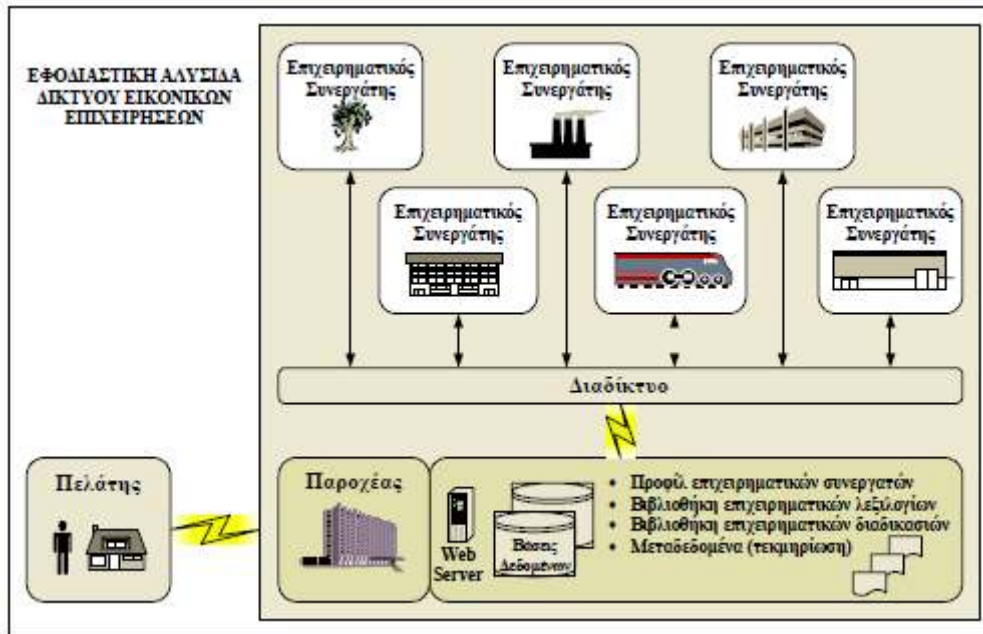 ΕΦΟΔΙΑΣΤΙΚΗ ΑΛΥΣΙΔΑ
ΔΙΚΤΥΟΥ ΕΙΚΟΝΙΚΩΝ
ΕΠΙΧΕΙΡΗΣΕΩΝ
Επιχειρηματικός
Συνεργάτης
Επιχειρηματικός
Συνεργάτης
Επιχειρηματικός
Συνεργάτης
Επιχειρηματικός
Συνεργάτης
Επιχειρηματικός
Συνεργάτης
Επιχειρηματικός
Συνεργάτης
Διαδίκτυο
Πελάτης
Παροχέας
Web
Server
Βάσεις
Δεδομένων
• Προφίλ επιχειρηματικών συνεργατών
• Βιβλιοθήκη επιχειρηματικών λεξιλογίων
• Βιβλιοθήκη επιχειρηματικών διαδικασιών
• Μεταδεδομένα (τεκμηρίωση)